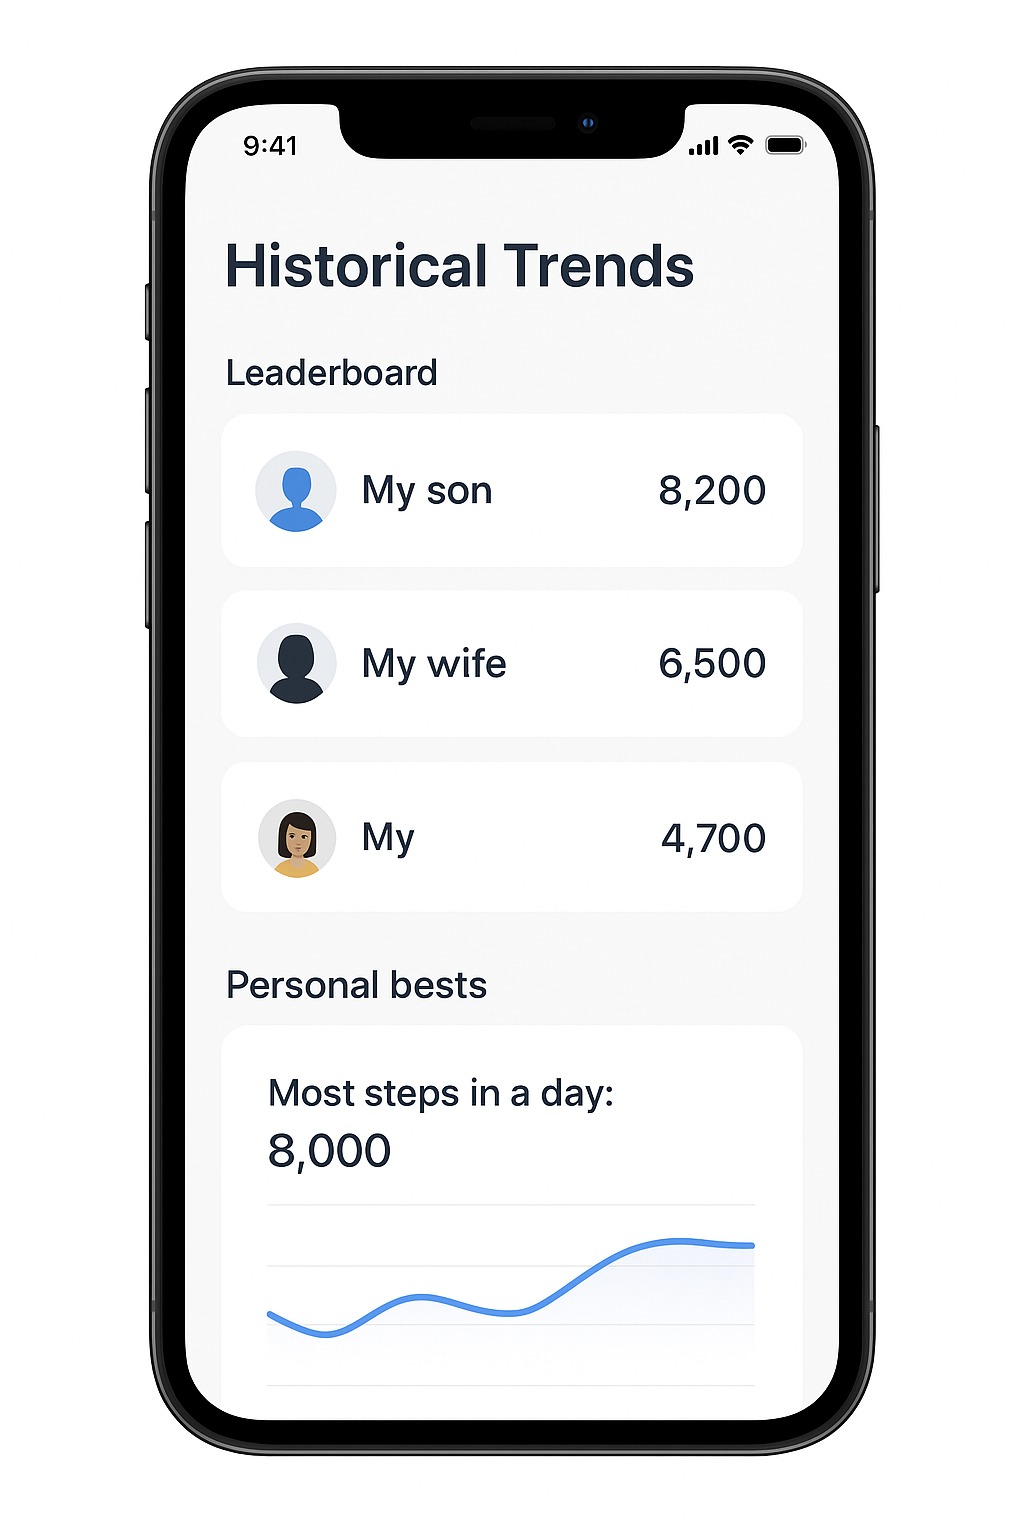 9:41
Historical Trends
Leaderboard
My son 8,200
My wife 6,500
My 4,700
Personal bests
Most steps in a day:
8,000